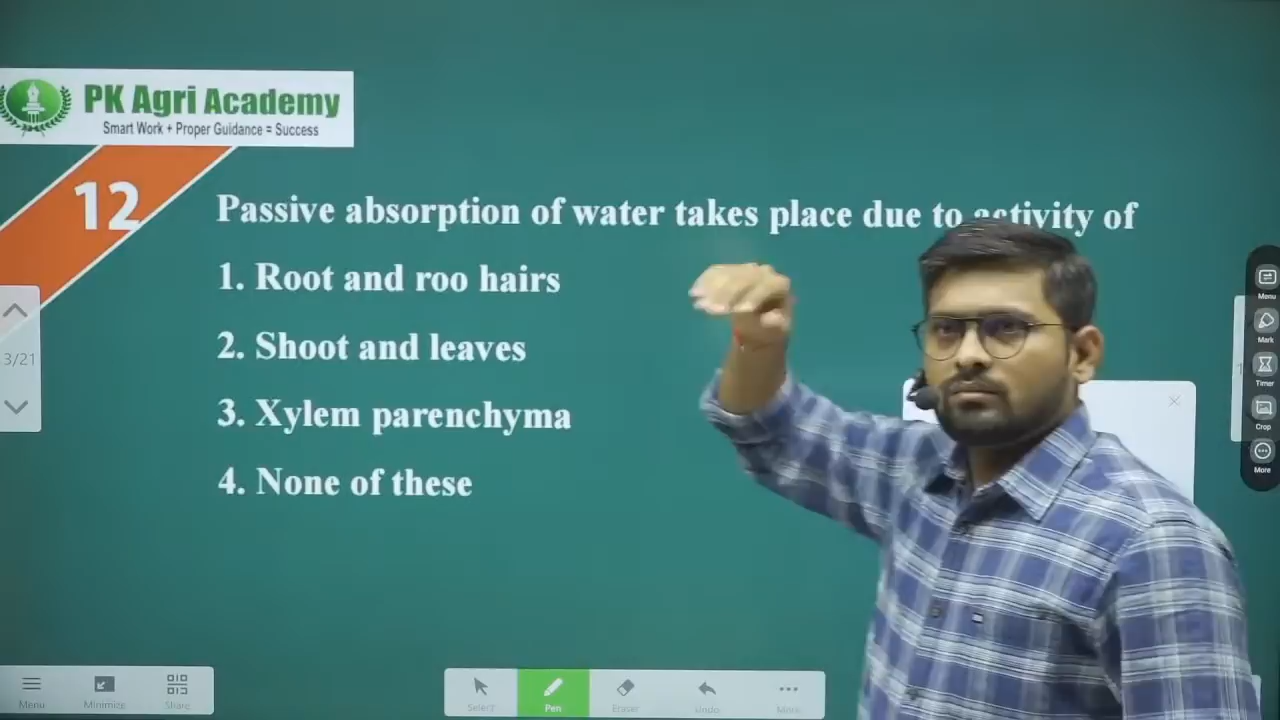 PK Agri Academy
Smart Work + Proper Guidance = Success
12
Passive absorption of water takes place due to activity of
1. Root and roo hairs
2. Shoot and leaves
3. Xylem parenchyma
4. None of these
3/21
Menu
Mark
Timer
Crop
More
Menu
Minimize
Share
Select
Pen
Eraser
Undo
More